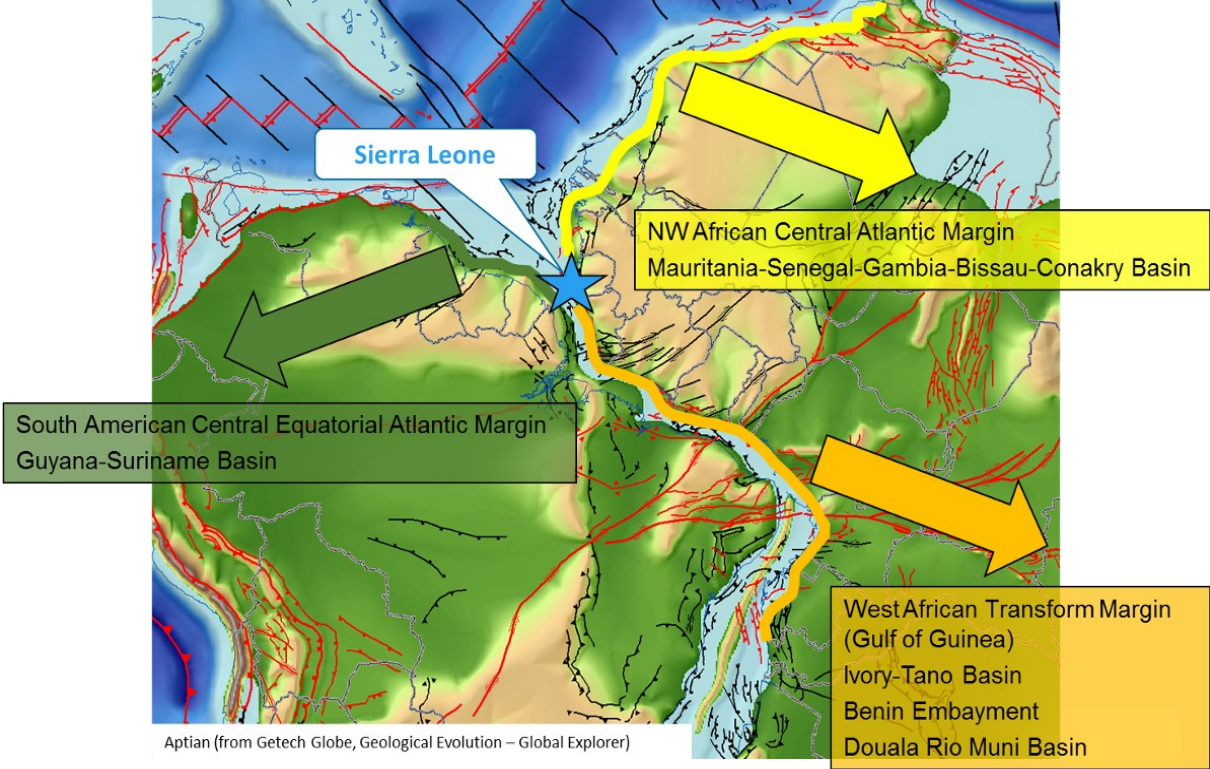 Sierra Leone
NW African Central Atlantic Margin
Mauritania-Senegal-Gambia-Bissau-Conakry Basin
South American Central Equatorial Atlantic Margin
Guyana-Suriname Basin
West African Transform Margin
(Gulf of Guinea)
Ivory-Tano Basin
Benin Embayment
Douala Rio Muni Basin
Aptian (from Getech Globe, Geological Evolution – Global Explorer)